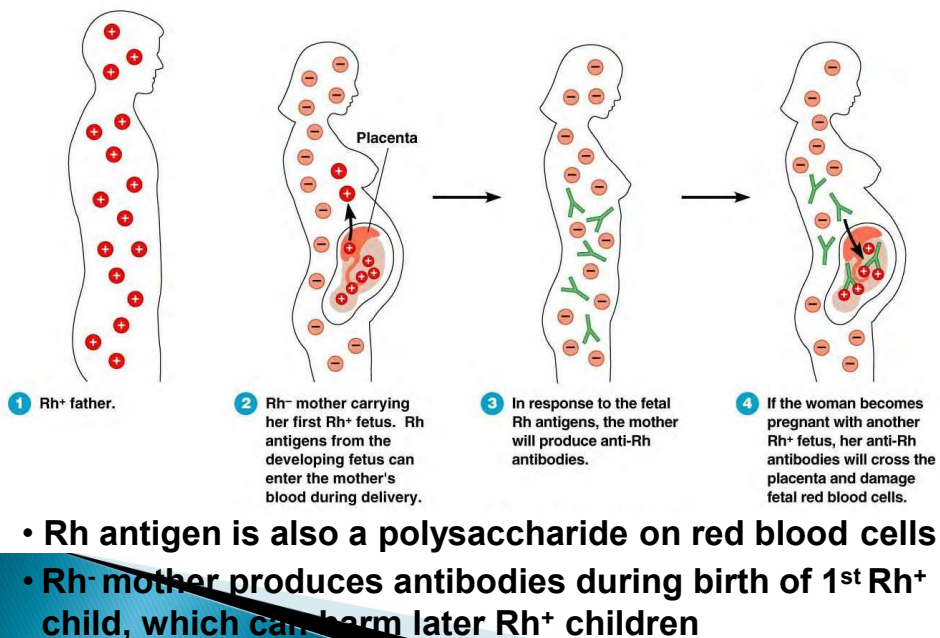 Placenta
1 Rh+ father.
2 Rh– mother carrying
her first Rh+ fetus. Rh
antigens from the
developing fetus can
enter the mother's
blood during delivery.
3 In response to the fetal
Rh antigens, the mother
will produce anti-Rh
antibodies.
4 If the woman becomes
pregnant with another
Rh+ fetus, her anti-Rh
antibodies will cross the
placenta and damage
fetal red blood cells.
• Rh antigen is also a polysaccharide on red blood cells
• Rh- mother produces antibodies during birth of 1st Rh+
child, which can harm later Rh+ children